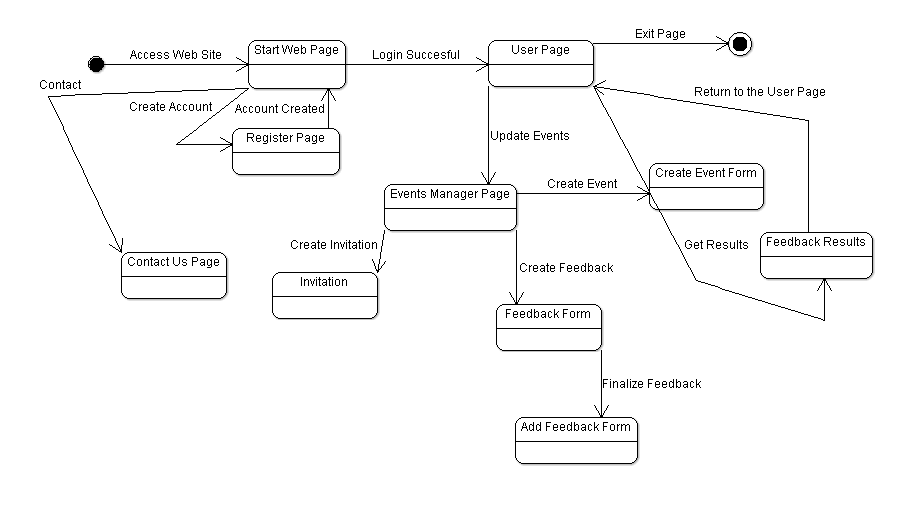 Exit Page
Access Web Site
Start Web Page
Login Succesful
User Page
Contact
Create Account
Account Created
Return to the User Page
Register Page
Update Events
Create Event
Create Event Form
Events Manager Page
Create Invitation
Get Results
Feedback Results
Contact Us Page
Invitation
Create Feedback
Feedback Form
Finalize Feedback
Add Feedback Form